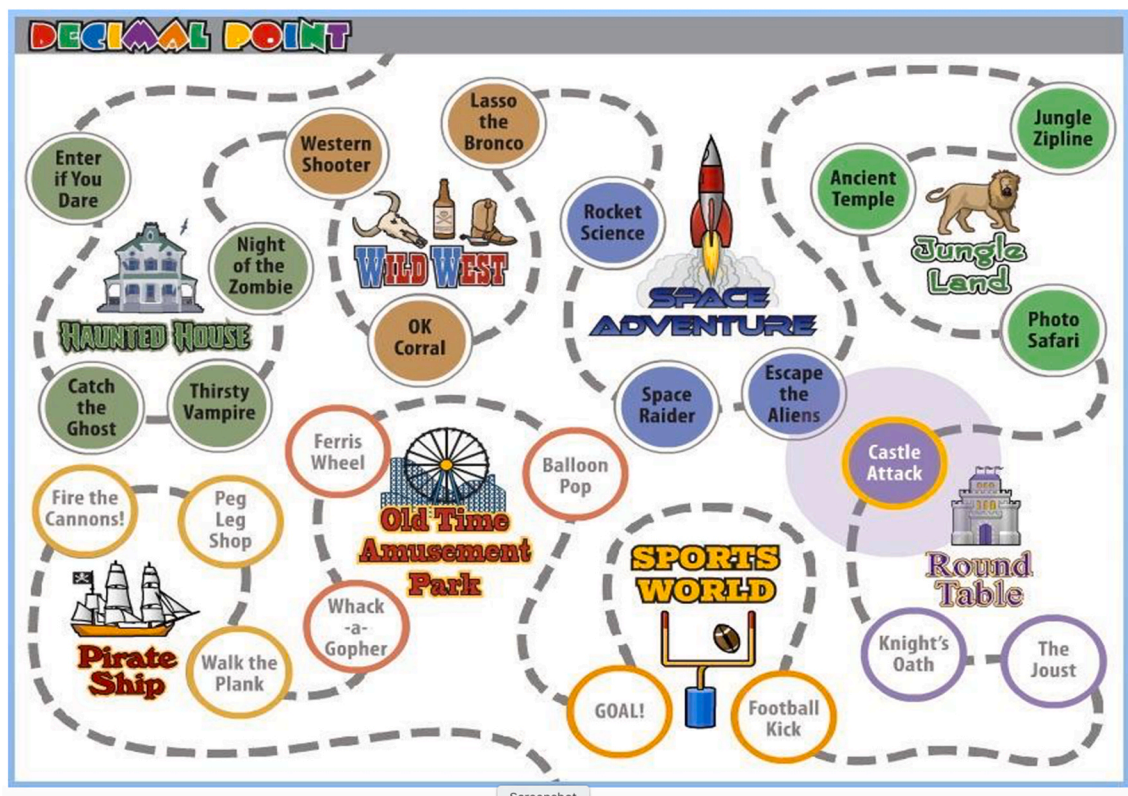 DECIMAL POINT
Enter
if You
Dare
Night
of the
Zombie
HAUNTED HOUSE
Catch
the
Ghost
Thirsty
Vampire
Western
Shooter
Lasso
the
Bronco
WILD WEST
OK
Corral
Rocket
Science
SPACE
ADVENTURE
Space
Raider
Escape
the
Aliens
Jungle
Zipline
Ancient
Temple
Jungle
Land
Photo
Safari
Castle
Attack
Round
Table
Knight's
Oath
The
Joust
SPORTS
WORLD
GOAL!
Football
Kick
Balloon
Pop
Ferris
Wheel
Old Time
Amusement
Park
Whack
-a-
Gopher
Fire the
Cannons!
Peg
Leg
Shop
Pirate
Ship
Walk the
Plank